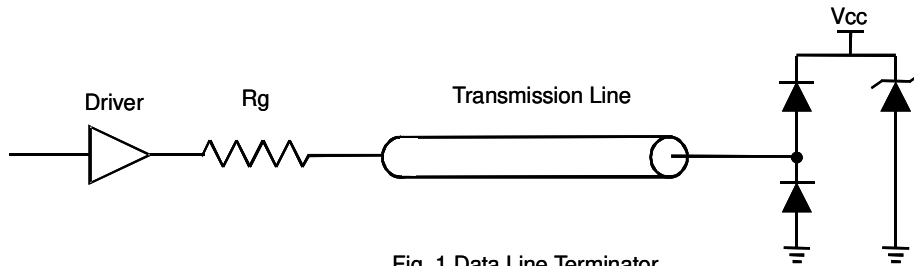 Vcc
Driver
Rg
Transmission Line
Fig. 1 Data Line Terminator